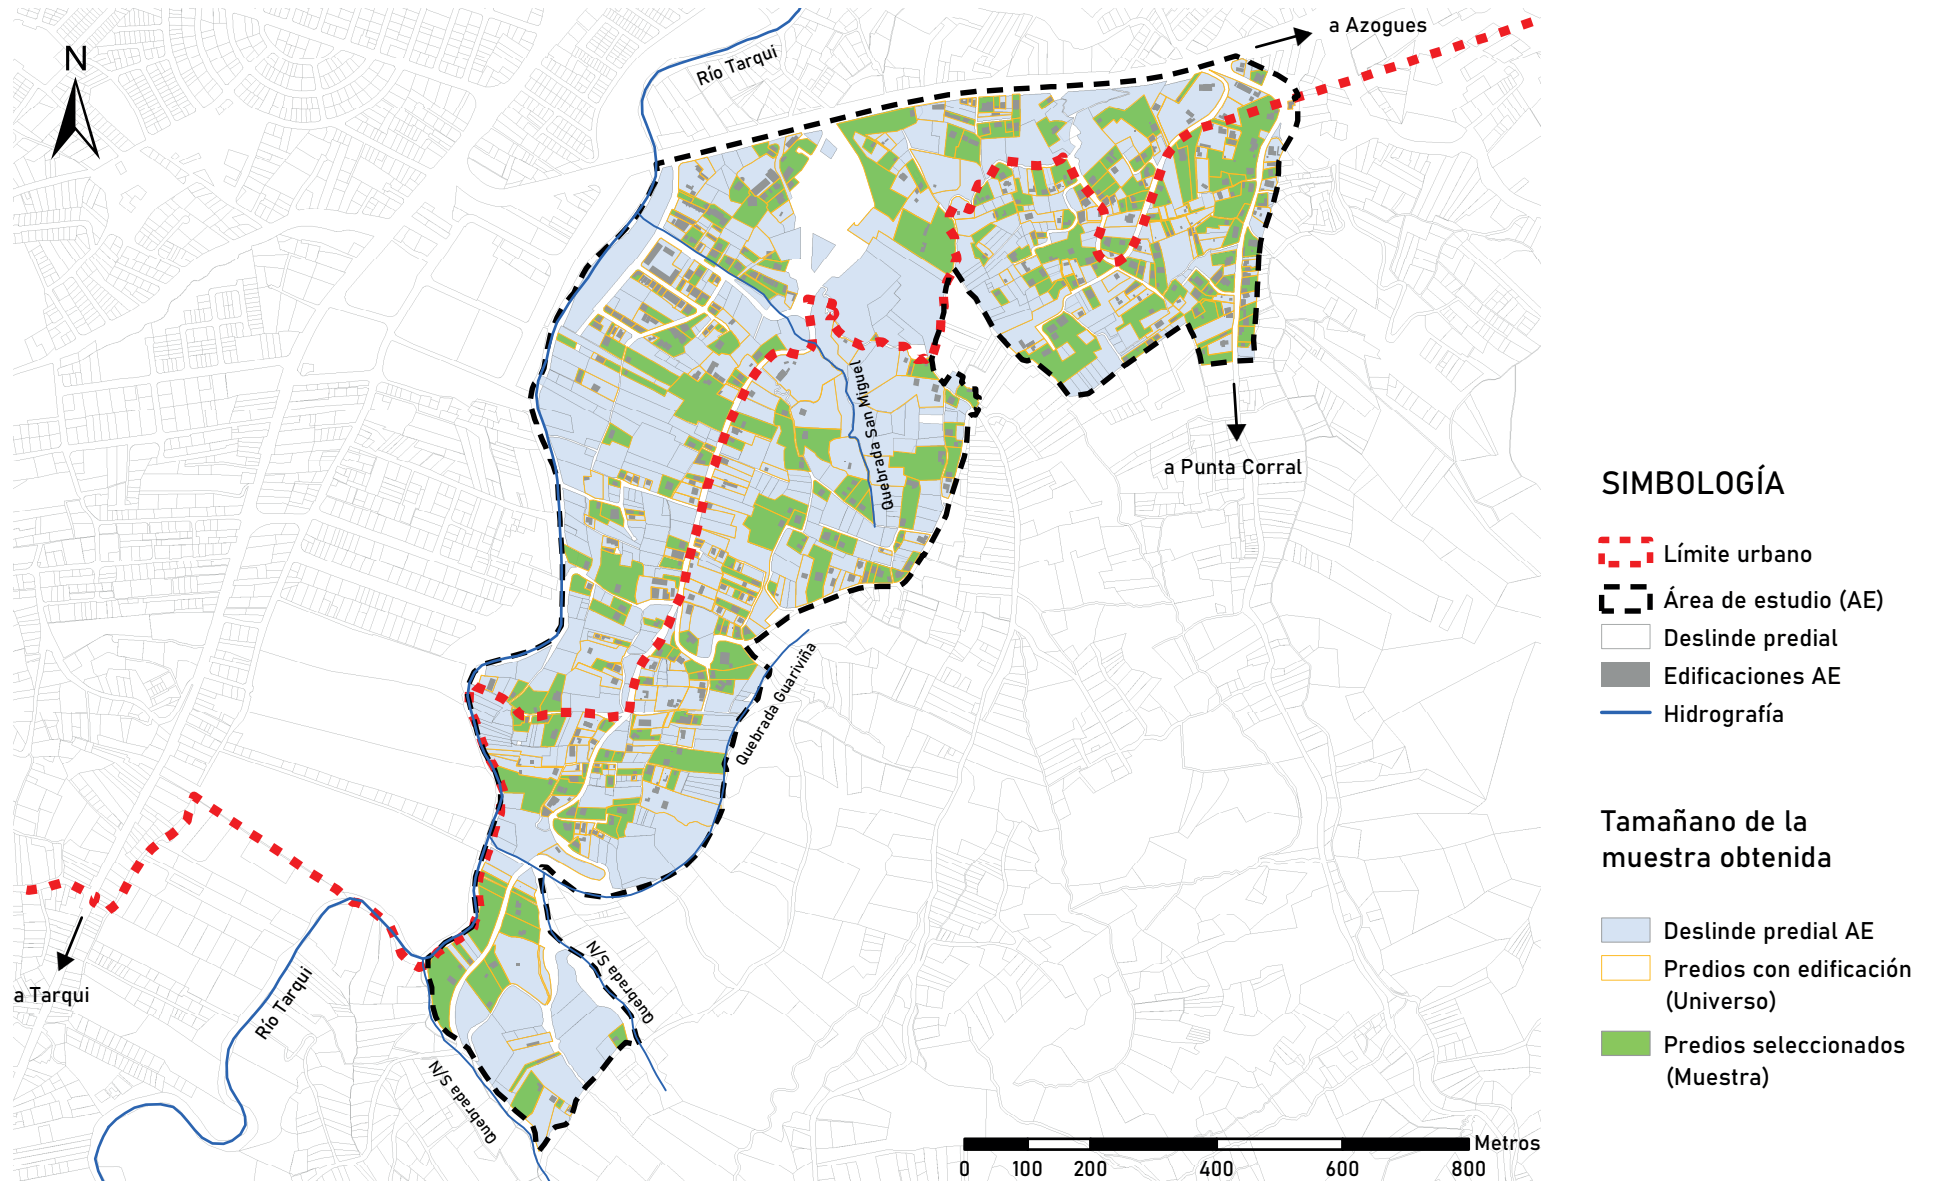 N
Río Tarqui
a Azogues
a Punta Corral
Quebrada San Miguel
Quebrada Guariviña
Quebrada S/N
Quebrada S/N
Río Tarqui
a Tarqui
SIMBOLOGÍA
Límite urbano
Área de estudio (AE)
Deslinde predial
Edificaciones AE
Hidrografía
Tamañano de la
muestra obtenida
Deslinde predial AE
Predios con edificación
(Universo)
Predios seleccionados
(Muestra)
Metros
0 100 200 400 600 800